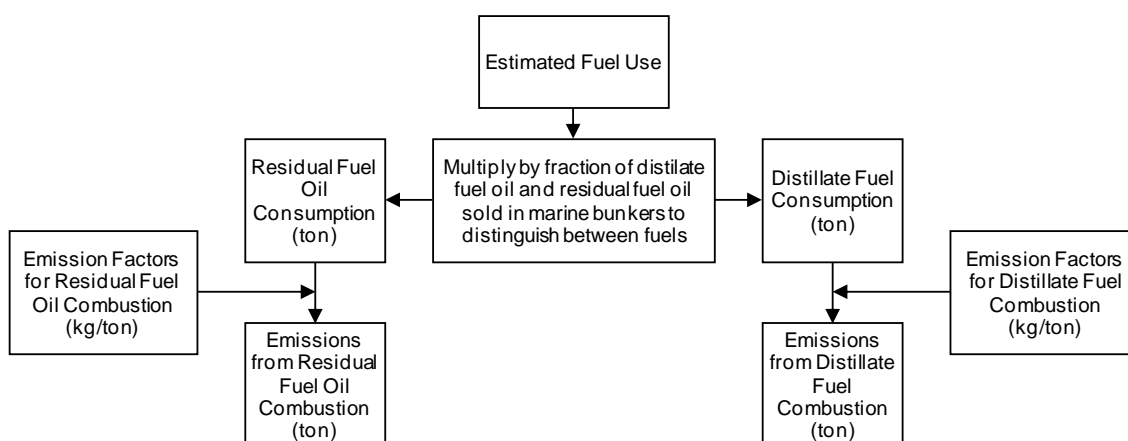 Estimated Fuel Use
Residual Fuel
Oil
Consumption
(ton)
Multiply by fraction of distilate
fuel oil and residual fuel oil
sold in marine bunkers to
distinguish between fuels
Distillate Fuel
Consumption
(ton)
Emission Factors
for Residual Fuel
Oil Combustion
(kg/ton)
Emission Factors
for Distillate Fuel
Combustion
(kg/ton)
Emissions
from Residual
Fuel Oil
Combustion
(ton)
Emissions
from Distillate
Fuel
Combustion
(ton)